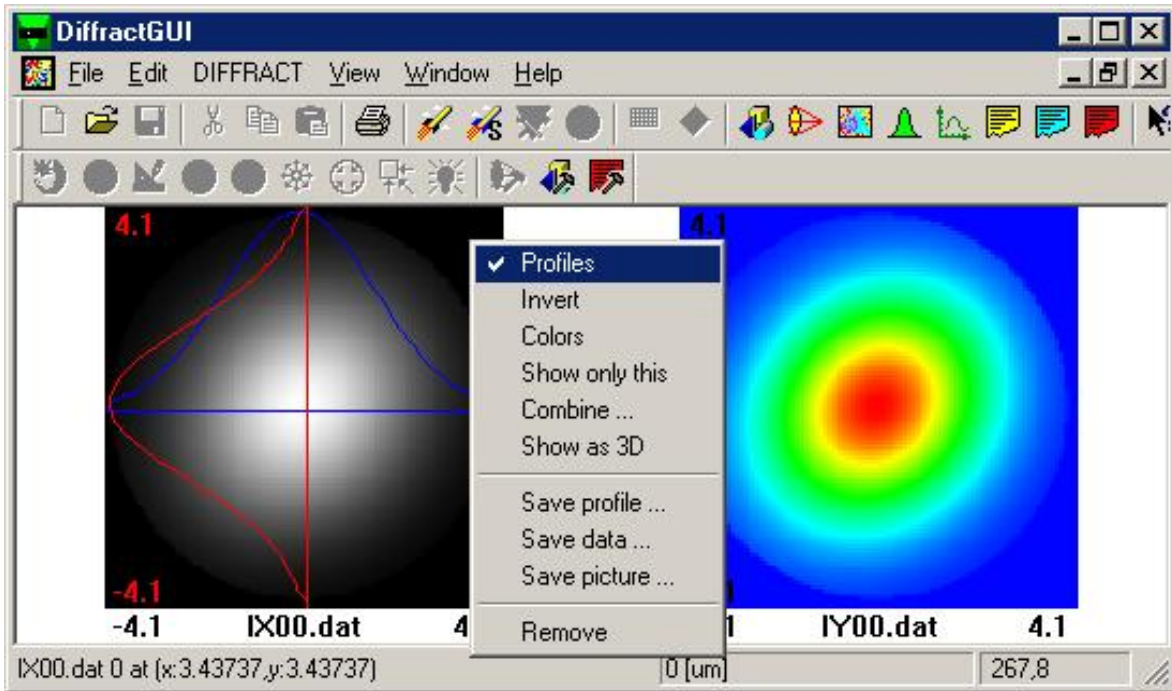 DiffractGUI
File Edit DIFFRACT View Window Help
S
4.1
4.1
Profiles
Invert
Colors
Show only this
Combine ...
Show as 3D
Save profile ...
Save data ...
Save picture ...
Remove
-4.1
-4.1 IX00.dat 4
1 IY00.dat 4.1
IX00.dat 0 at (x:3.43737,y:3.43737) 0 [um] 267,8